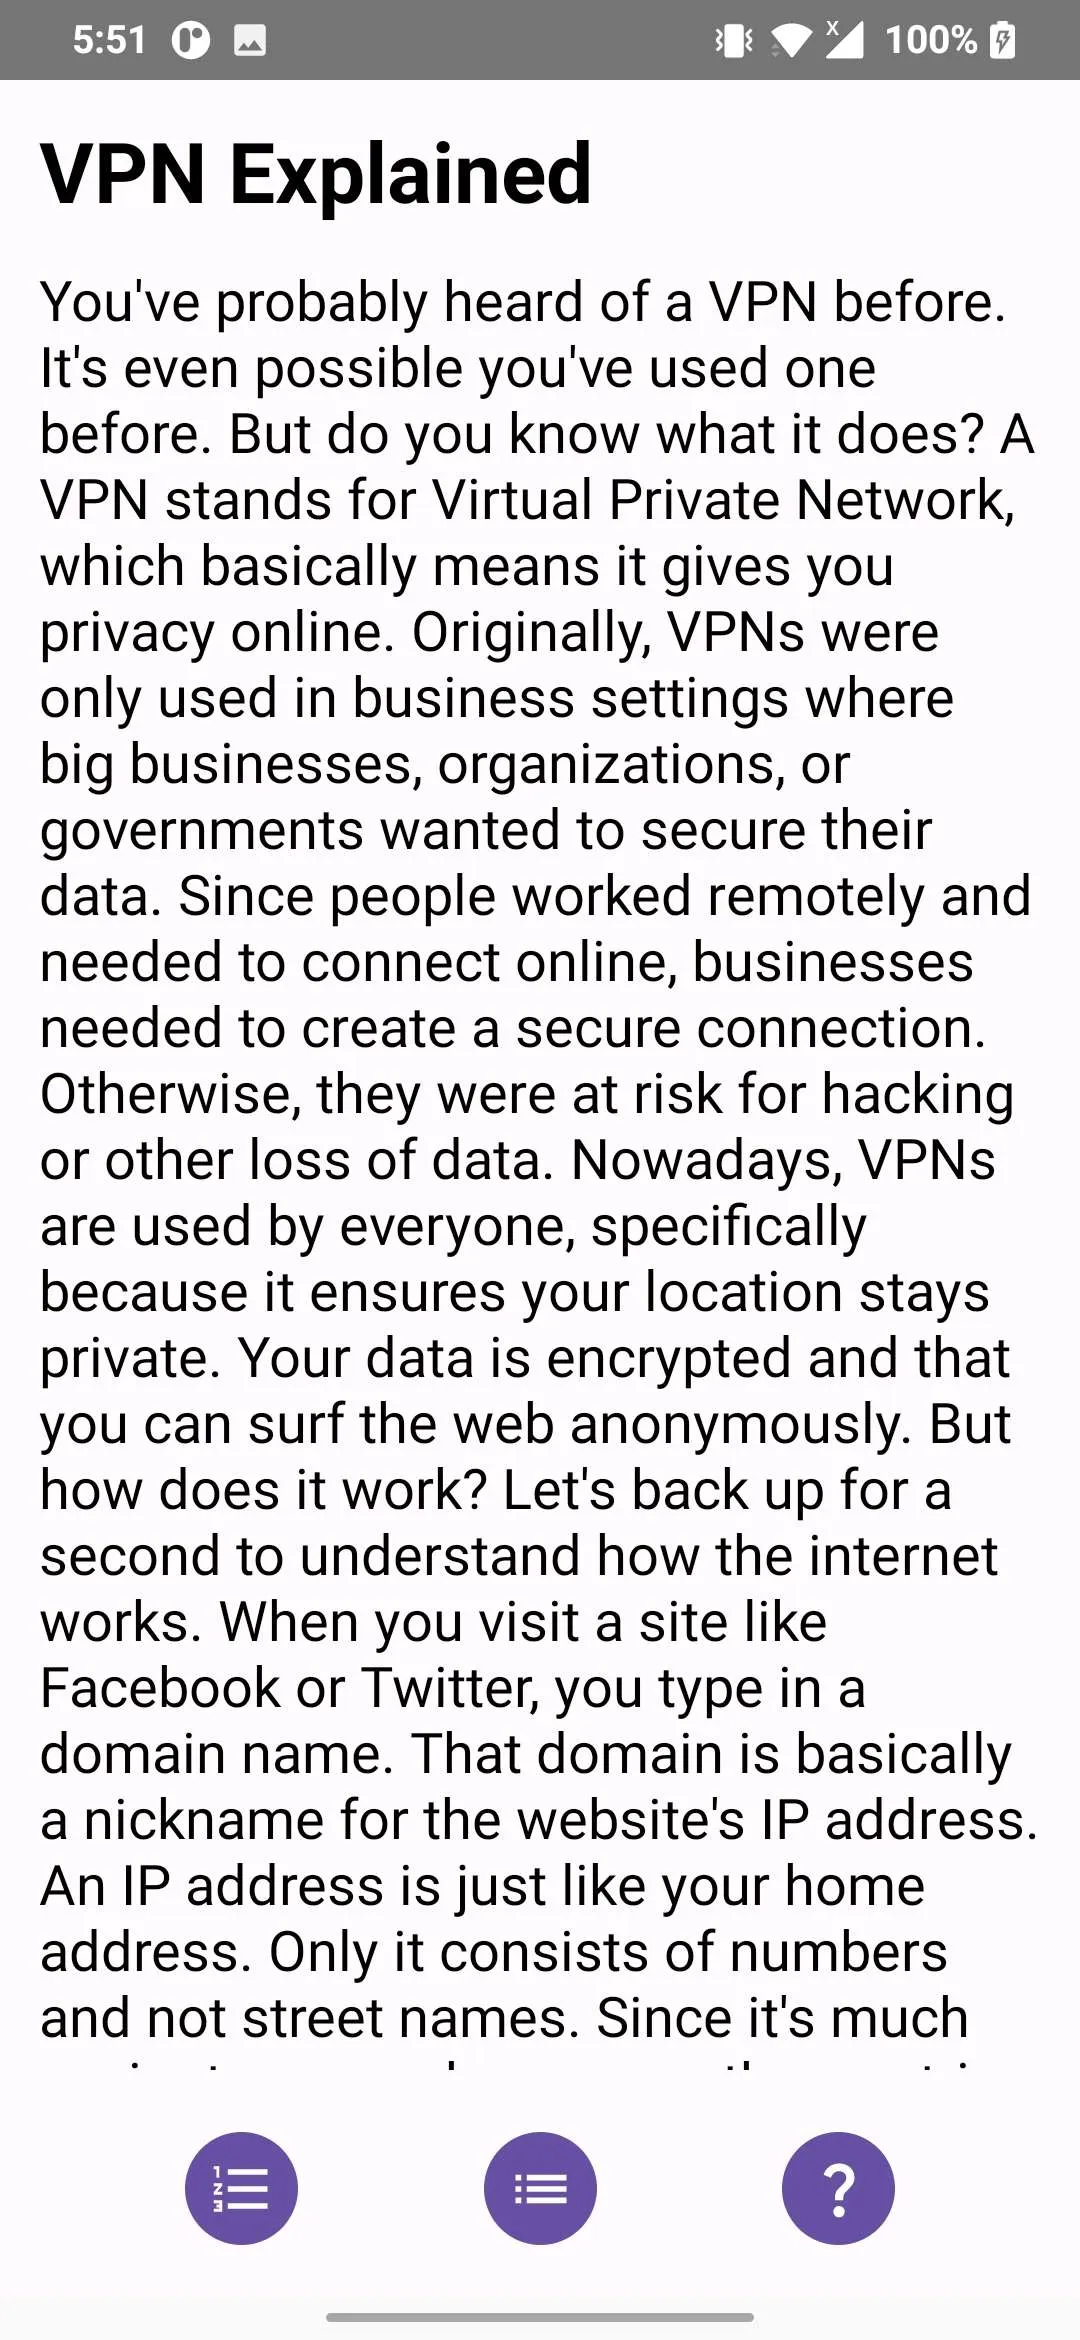 5:51
x
100%
VPN Explained
You've probably heard of a VPN before.
It's even possible you've used one
before. But do you know what it does? A
VPN stands for Virtual Private Network,
which basically means it gives you
privacy online. Originally, VPNs were
only used in business settings where
big businesses, organizations, or
governments wanted to secure their
data. Since people worked remotely and
needed to connect online, businesses
needed to create a secure connection.
Otherwise, they were at risk for hacking
or other loss of data. Nowadays, VPNs
are used by everyone, specifically
because it ensures your location stays
private. Your data is encrypted and that
you can surf the web anonymously. But
how does it work? Let's back up for a
second to understand how the internet
works. When you visit a site like
Facebook or Twitter, you type in a
domain name. That domain is basically
a nickname for the website's IP address.
An IP address is just like your home
address. Only it consists of numbers
and not street names. Since it's much
1
2
3
?